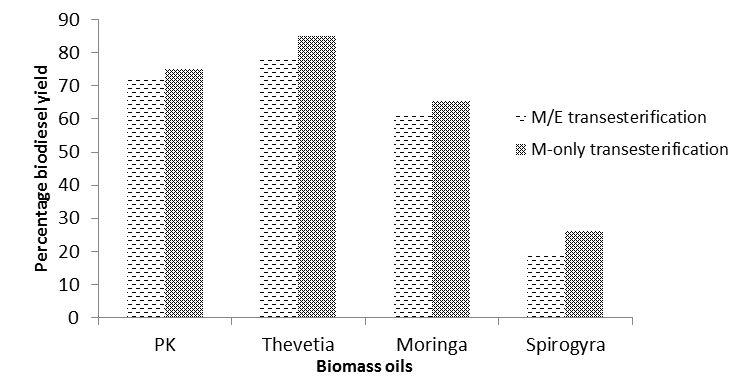 90
80
70
60
50
40
30
20
10
0
Percentage biodiesel yield
PK Thevetia Moringa Spirogyra
Biomass oils
M/E transesterification
M-only transesterification